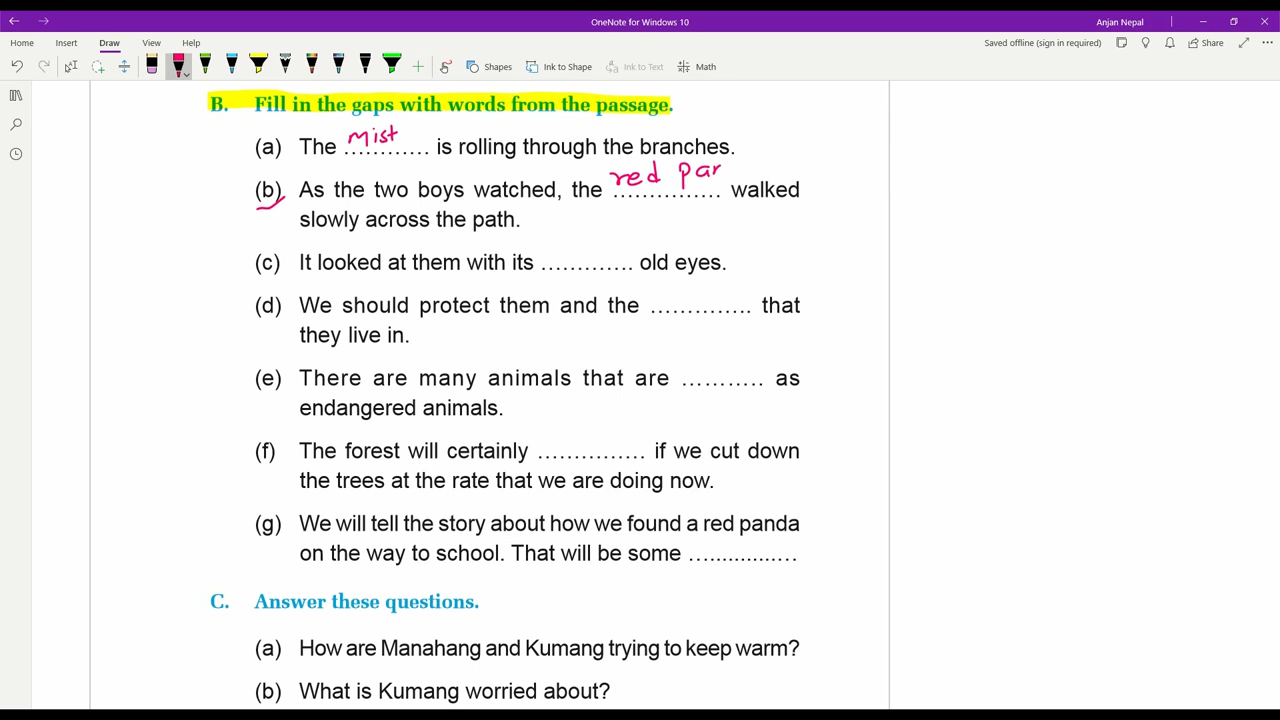 OneNote for Windows 10
Anjan Nepal
Home Insert Draw View Help
Saved offline (sign in required)
Share
Shapes
Ink to Shape
Ink to Text
Math
B. Fill in the gaps with words from the passage.
mist
(a) The ............ is rolling through the branches.
red par
(b) As the two boys watched, the ............... walked
slowly across the path.
(c) It looked at them with its ............. old eyes.
(d) We should protect them and the .............. that
they live in.
(e) There are many animals that are ........... as
endangered animals.
(f) The forest will certainly ............... if we cut down
the trees at the rate that we are doing now.
(g) We will tell the story about how we found a red panda
on the way to school. That will be some .................
C. Answer these questions.
(a) How are Manahang and Kumang trying to keep warm?
(b) What is Kumang worried about?